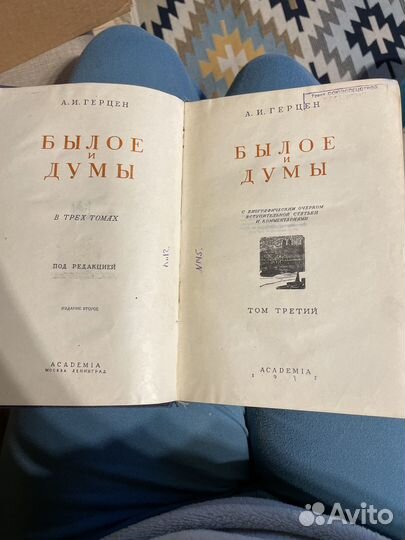 А. И. ГЕРЦЕН
БЫЛОЕ
И
ДУМЫ
В ТРЕХ ТОМАХ
ПОД РЕДАКЦИЕЙ
ИЗДАНИЕ ВТОРОЕ
ACADEMIA
МОСКВА ЛЕНИНГРАД
А. И. ГЕРЦЕН
БЫЛОЕ
И
ДУМЫ
С БИОГРАФИЧЕСКИМ ОЧЕРКОМ
ВСТУПИТЕЛЬНОЙ СТАТЬЕЙ
И КОММЕНТАРИЯМИ
ТОМ ТРЕТИЙ
ACADEMIA
Avito